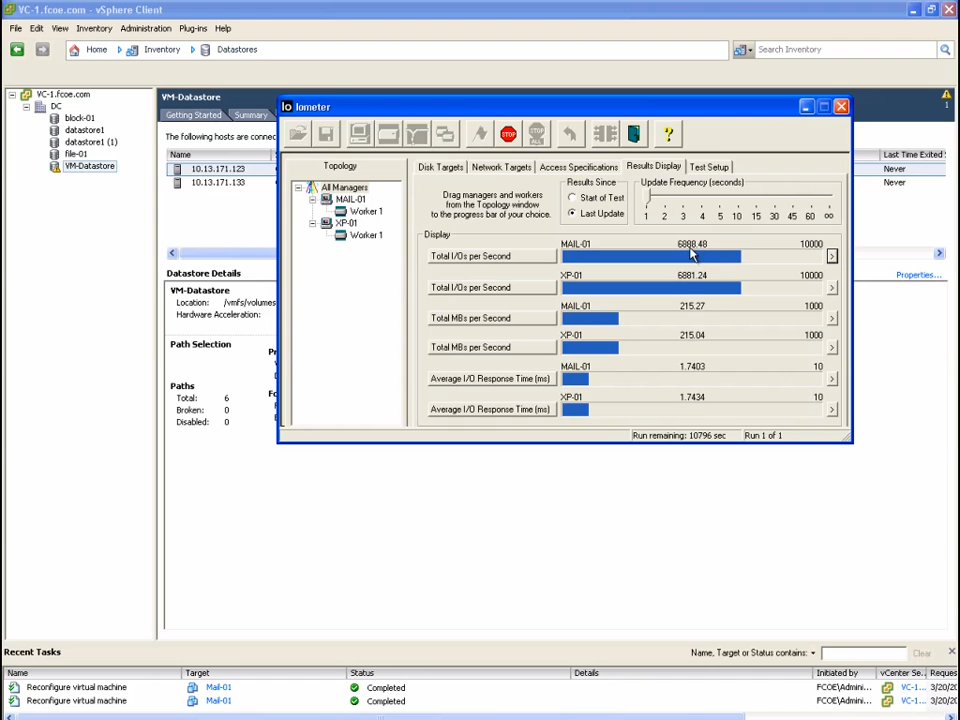 VC-1.fcoe.com - vSphere Client
File Edit View Inventory Administration Plug-ins Help
Home Inventory Datastores
Search Inventory
VC-1.fcoe.com
DC
block-01
datastore1
datastore1 (1)
file-01
VM-Datastore
VM-Datastore
Getting Started Summary
The following hosts are connec
Name
10.13.171.123
10.13.171.133
Last Time Exited S
Never
Never
Datastore Details
Properties...
VM-Datastore
Location: /vmfs/volumes
Hardware Acceleration:
Path Selection
Paths
Total: 6
Broken: 0
Disabled: 0
Io Iometer
STOP
STOP ALL
?
Topology
All Managers
MAIL-01
Worker 1
XP-01
Worker 1
Disk Targets Network Targets Access Specifications Results Display Test Setup
Drag managers and workers
from the Topology window
to the progress bar of your choice.
Results Since
Start of Test
Last Update
Update Frequency (seconds)
1 2 3 4 5 10 15 30 45 60 ∞
Display
MAIL-01 6888.48 10000
Total I/Os per Second >
XP-01 6881.24 10000
Total I/Os per Second >
MAIL-01 215.27 1000
Total MBs per Second >
XP-01 215.04 1000
Total MBs per Second >
MAIL-01 1.7403 10
Average I/O Response Time (ms) >
XP-01 1.7434 10
Average I/O Response Time (ms) >
Run remaining: 10796 sec Run 1 of 1
Recent Tasks
Name, Target or Status contains: Clear
Name Target Status Details Initiated by vCenter Se... Reques
Reconfigure virtual machine Mail-01 Completed FCOE\Admini... VC-1... 3/20/20
Reconfigure virtual machine Mail-01 Completed FCOE\Admini... VC-1... 3/20/20